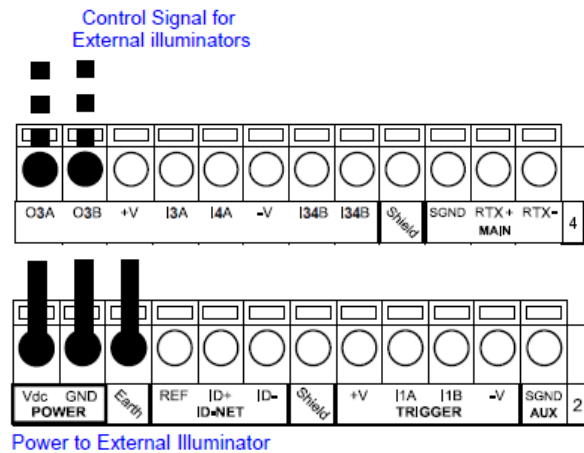 Control Signal for
External illuminators
O3A O3B +V I3A I4A -V I34B I34B Shield SGND RTX+ RTX-
MAIN
4
Vdc GND Earth REF ID+ ID- Shield +V I1A I1B -V SGND
POWER ID-NET TRIGGER AUX
2
Power to External Illuminator